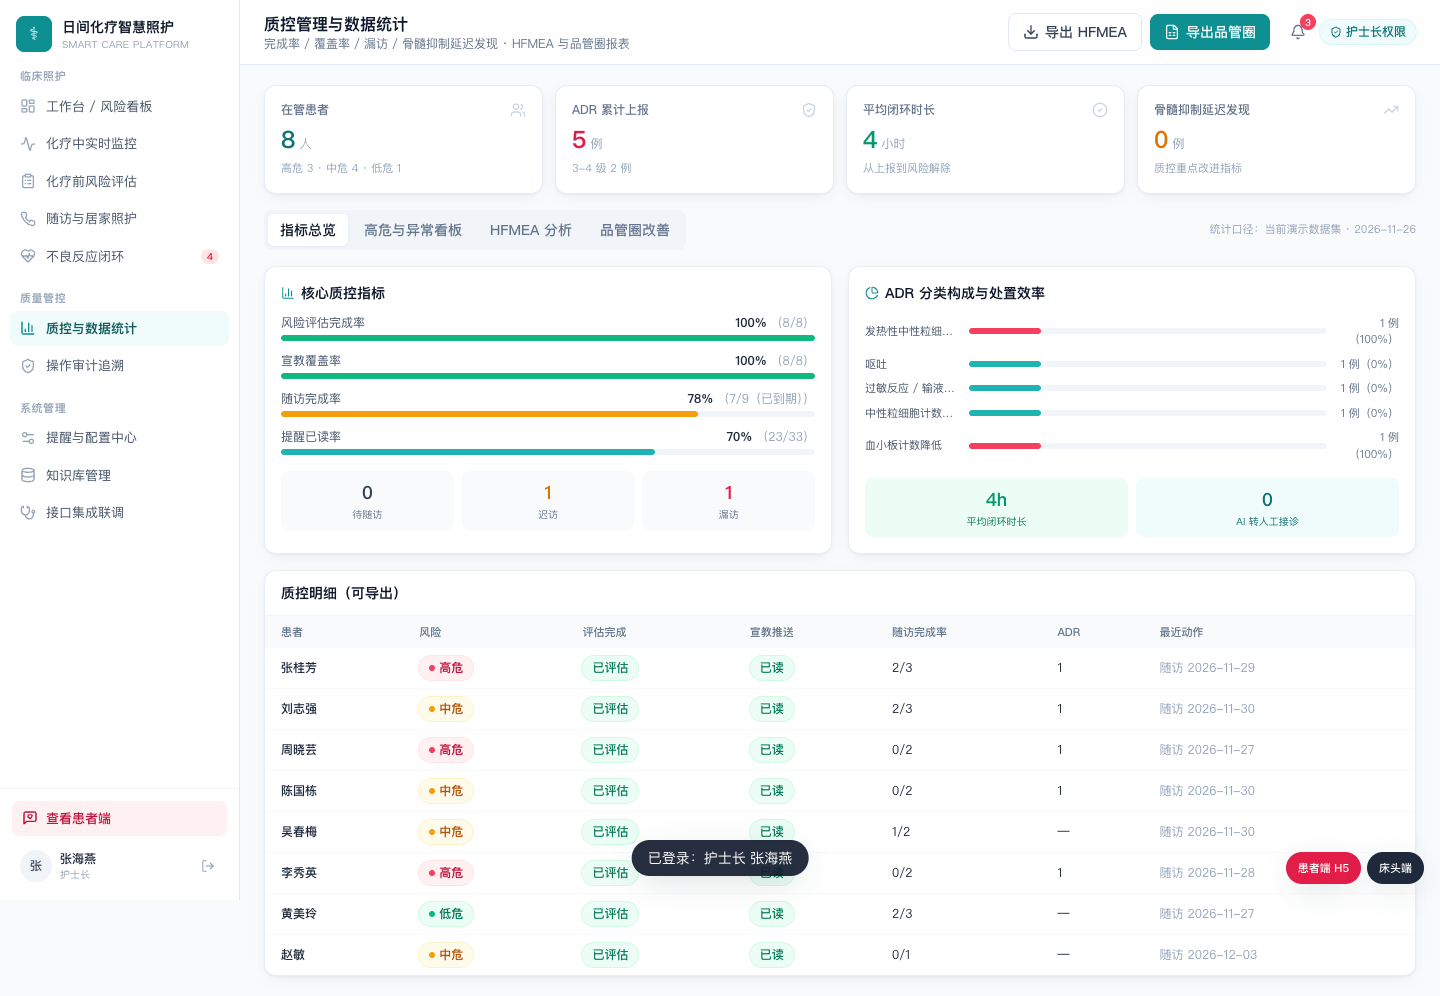 日间化疗智慧照护
SMART CARE PLATFORM
临床照护
工作台 / 风险看板
化疗中实时监控
化疗前风险评估
随访与居家照护
不良反应闭环
4
质量管控
质控与数据统计
操作审计追溯
系统管理
提醒与配置中心
知识库管理
接口集成联调
查看患者端
张
张海燕
护士长
质控管理与数据统计
完成率 / 覆盖率 / 漏访 / 骨髓抑制延迟发现 · HFMEA 与品管圈报表
导出 HFMEA
导出品管圈
3
护士长权限
在管患者
8 人
高危 3 · 中危 4 · 低危 1
ADR 累计上报
5 例
3-4 级 2 例
平均闭环时长
4 小时
从上报到风险解除
骨髓抑制延迟发现
0 例
质控重点改进指标
指标总览
高危与异常看板
HFMEA 分析
品管圈改善
统计口径：当前演示数据集 · 2026-11-26
核心质控指标
风险评估完成率 100%（8/8）
宣教覆盖率 100%（8/8）
随访完成率 78%（7/9（已到期））
提醒已读率 70%（23/33）
0
待随访
1
迟访
1
漏访
ADR 分类构成与处置效率
发热性中性粒细... 1 例（100%）
呕吐 1 例（0%）
过敏反应 / 输液... 1 例（0%）
中性粒细胞计数... 1 例（0%）
血小板计数降低 1 例（100%）
4h
平均闭环时长
0
AI 转人工接诊
质控明细（可导出）
患者 风险 评估完成 宣教推送 随访完成率 ADR 最近动作
张桂芳 高危 已评估 已读 2/3 1 随访 2026-11-29
刘志强 中危 已评估 已读 2/3 1 随访 2026-11-30
周晓芸 高危 已评估 已读 0/2 1 随访 2026-11-27
陈国栋 中危 已评估 已读 0/2 1 随访 2026-11-30
吴春梅 中危 已评估 已读 1/2 — 随访 2026-11-30
李秀英 高危 已评估 已读 0/2 1 随访 2026-11-28
黄美玲 低危 已评估 已读 2/3 — 随访 2026-11-27
赵敏 中危 已评估 已读 0/1 — 随访 2026-12-03
已登录：护士长 张海燕
患者端 H5
床头端